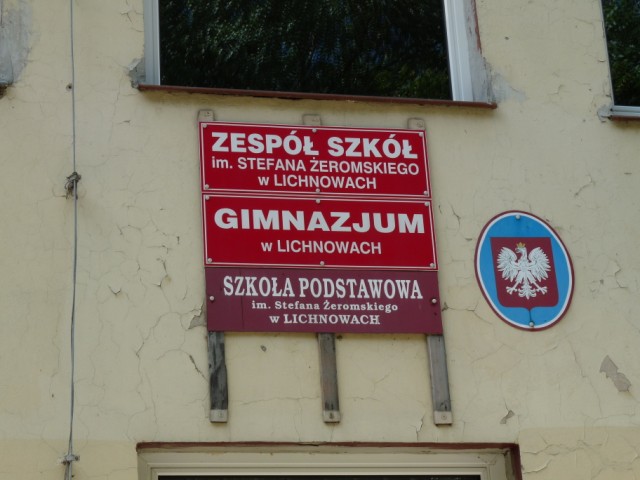 ZESPÓŁ SZKÓŁ
im. STEFANA ŻEROMSKIEGO
w LICHNOWACH
GIMNAZJUM
w LICHNOWACH
SZKOŁA PODSTAWOWA
im. Stefana Żeromskiego
w LICHNOWACH